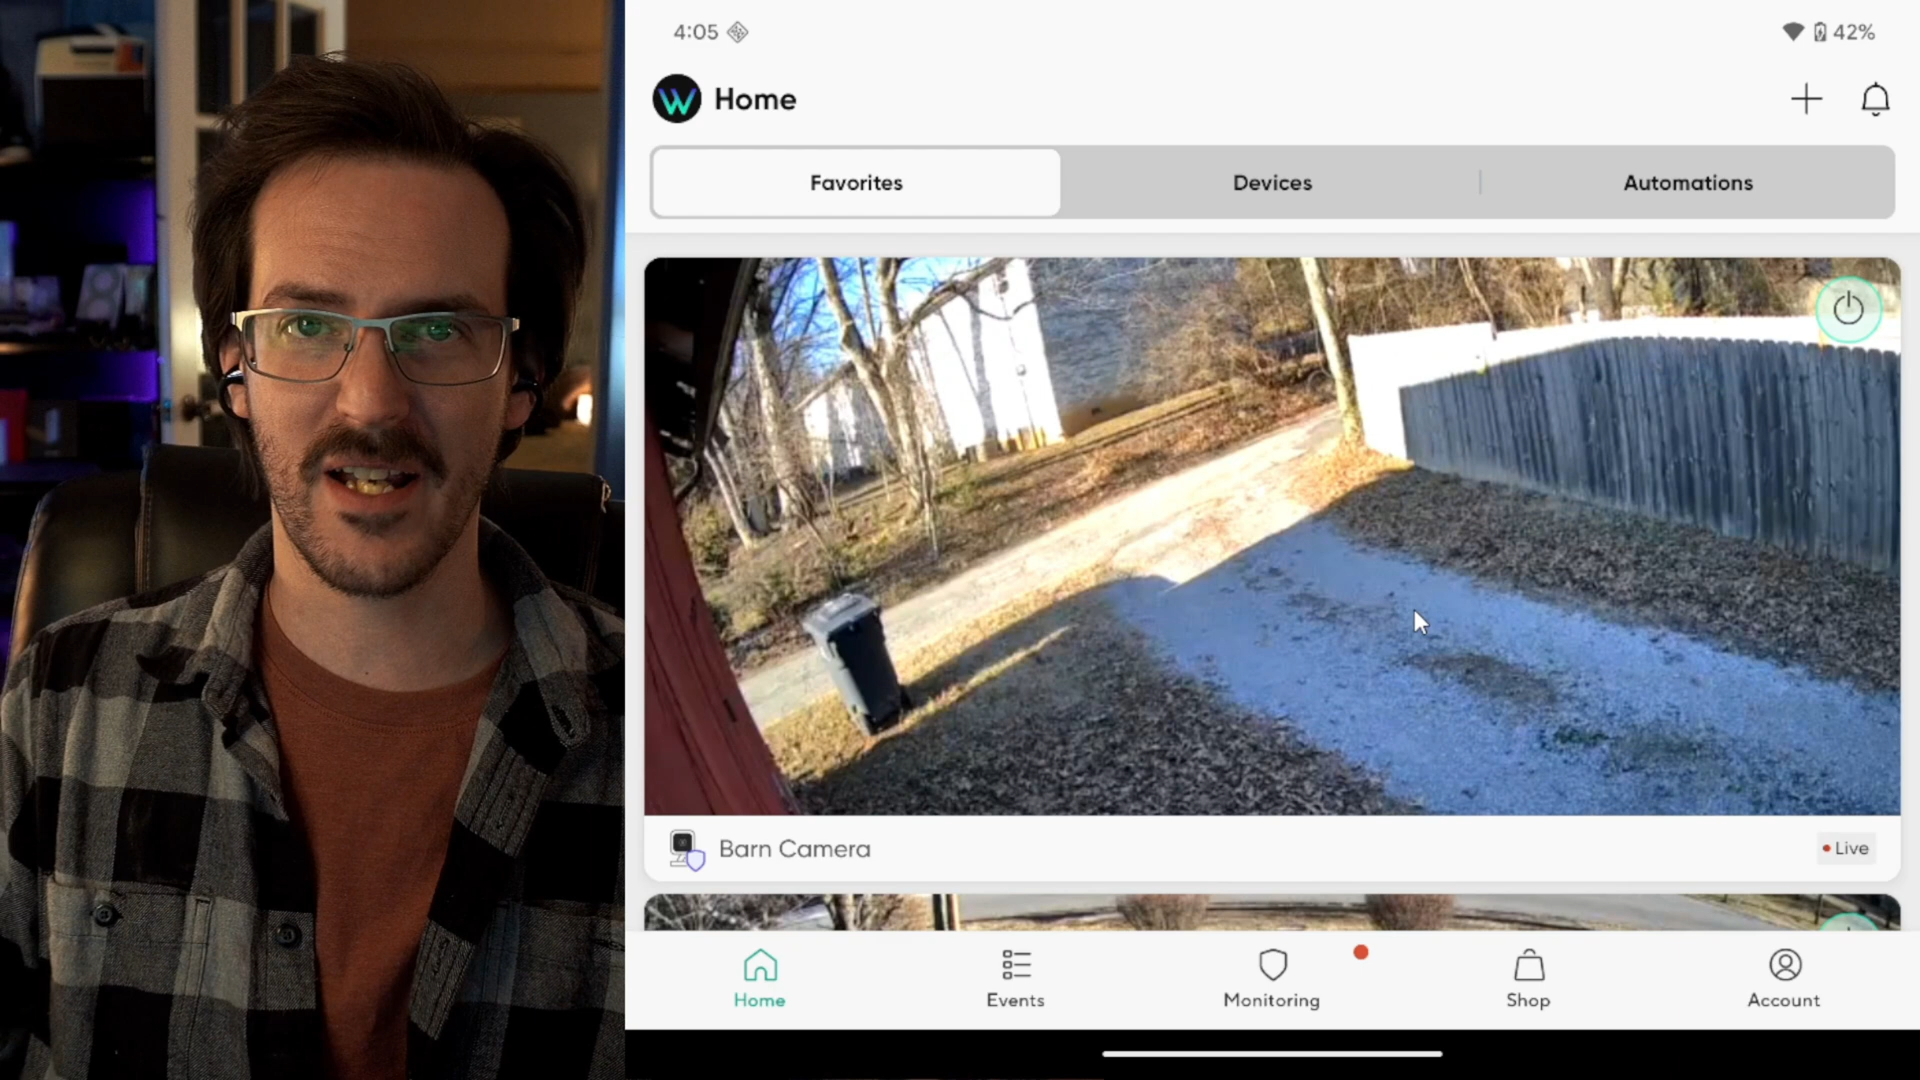 4:05
42%
W Home
Favorites
Devices
Automations
Barn Camera
Live
Home
Events
Monitoring
Shop
Account